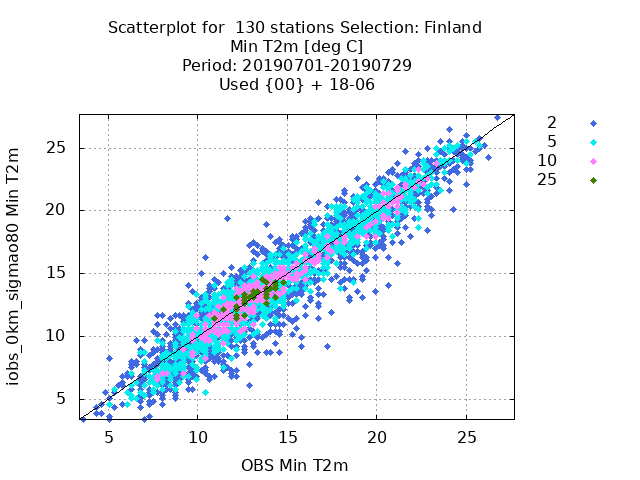 Scatterplot for  130 stations Selection: Finland
Min T2m [deg C]
Period: 20190701-20190729
Used {00} + 18-06
2
5
10
25
iobs_0km_sigmao80 Min T2m
25
20
15
10
5
5 10 15 20 25
OBS Min T2m